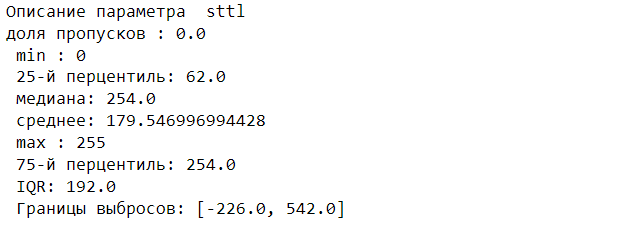 Описание параметра  sttl
доля пропусков : 0.0
min : 0
25-й перцентиль: 62.0
медиана: 254.0
среднее: 179.546996994428
max : 255
75-й перцентиль: 254.0
IQR: 192.0
Границы выбросов: [-226.0, 542.0]